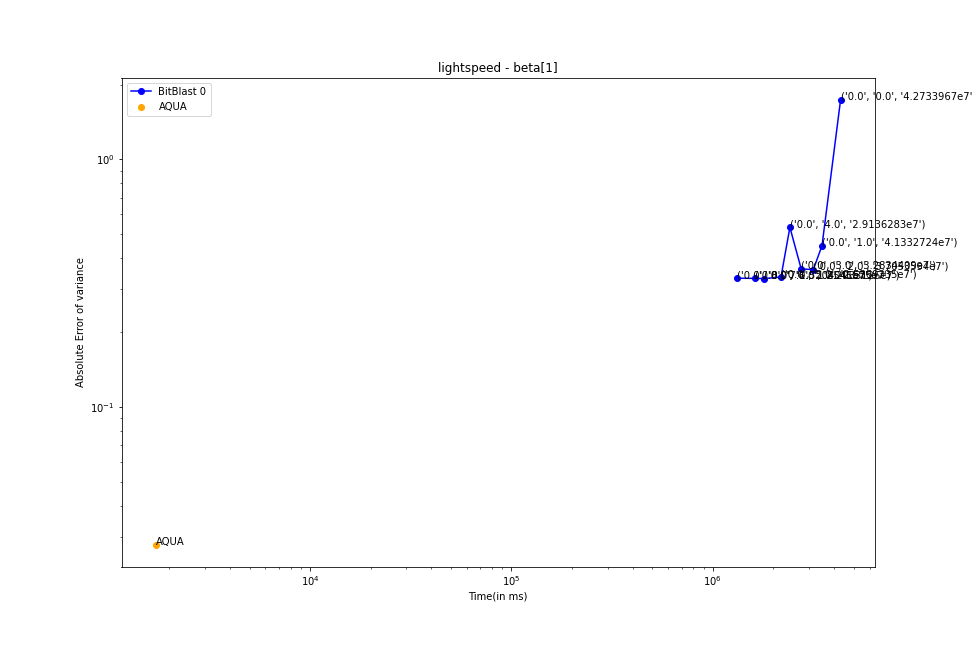 lightspeed - beta[1]
BitBlast 0
AQUA
('0.0', '0.0', '4.2733967e7'
('0.0', '4.0', '2.9136283e7')
('0.0', '1.0', '4.1332724e7')
10⁰
10⁻¹
Absolute Error of variance
AQUA
10⁴
10⁵
10⁶
Time(in ms)